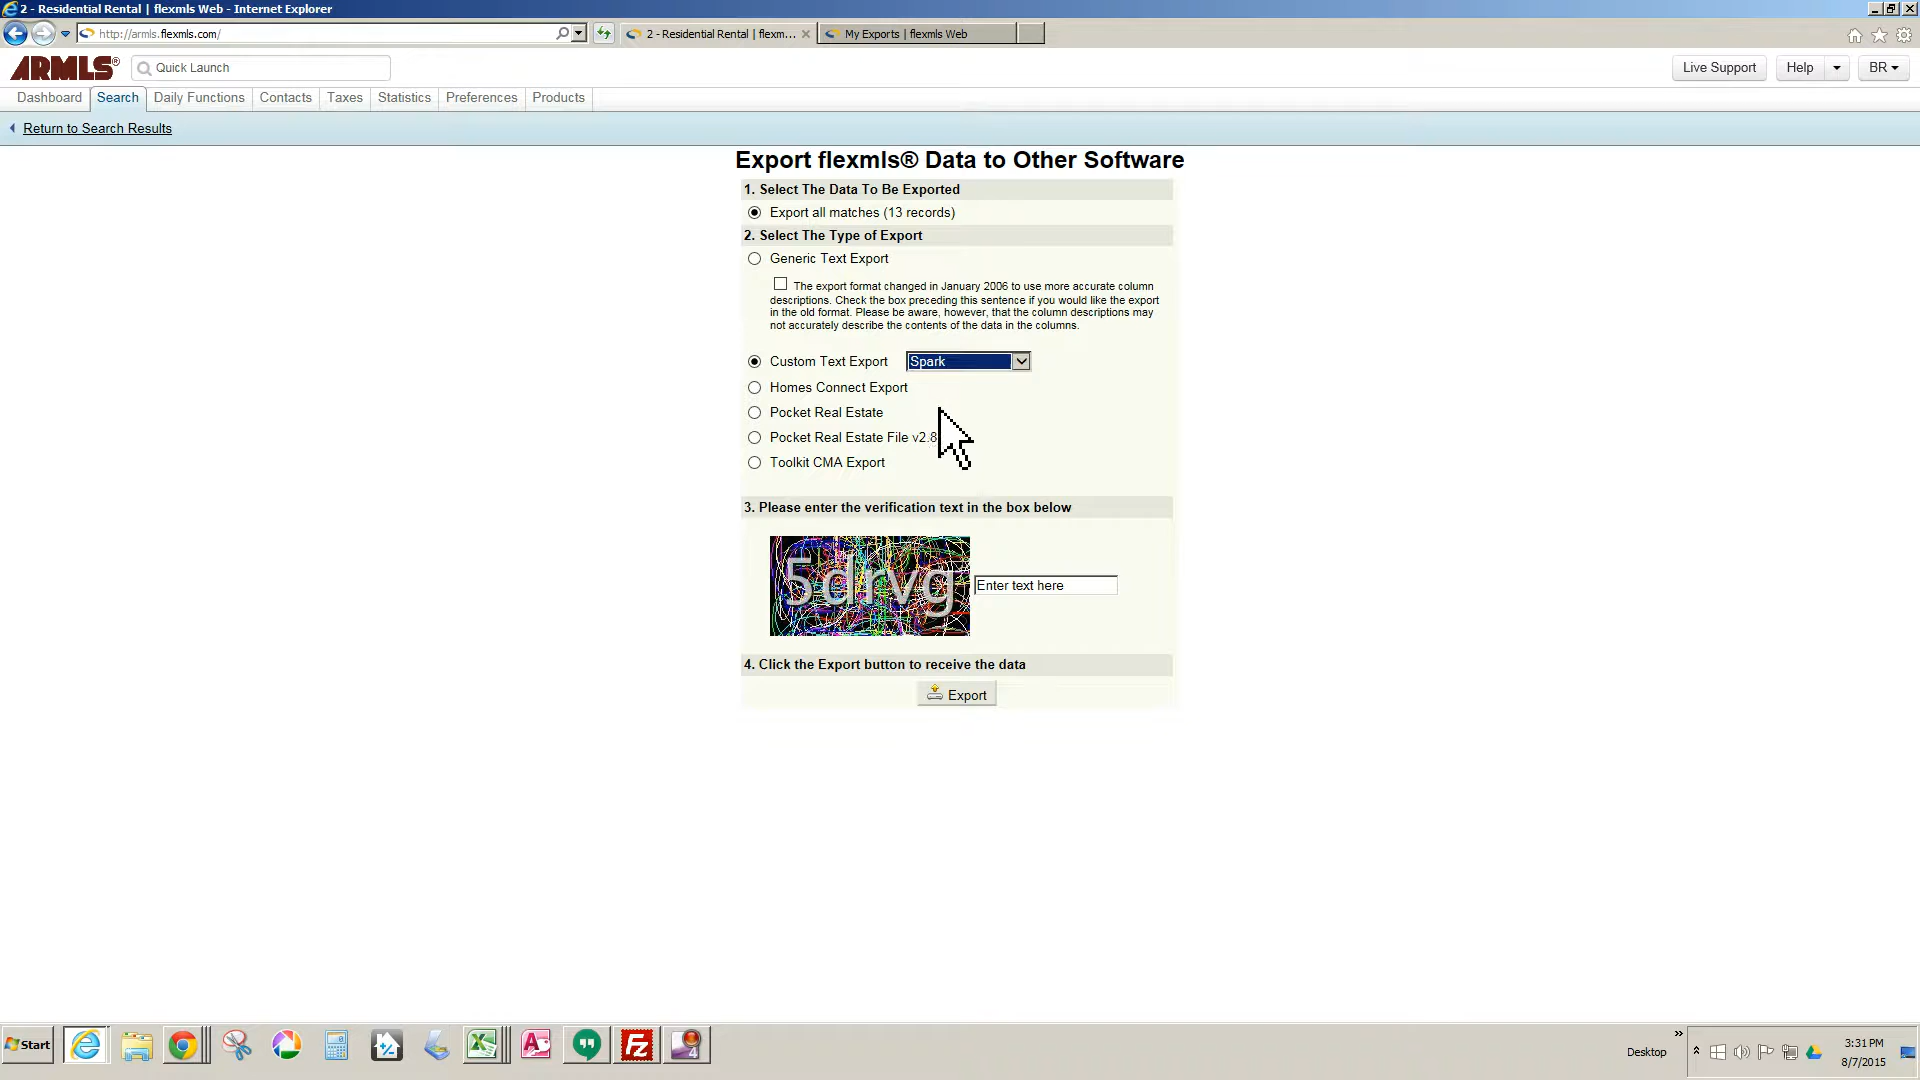 2 - Residential Rental | flexmls Web - Internet Explorer
http://armls.flexmls.com/
2 - Residential Rental | flexm...
My Exports | flexmls Web
ARMLS®
Quick Launch
Live Support
Help
BR
Dashboard
Search
Daily Functions
Contacts
Taxes
Statistics
Preferences
Products
Return to Search Results
Export flexmls® Data to Other Software
1. Select The Data To Be Exported
Export all matches (13 records)
2. Select The Type of Export
Generic Text Export
The export format changed in January 2006 to use more accurate column
descriptions. Check the box preceding this sentence if you would like the export
in the old format. Please be aware, however, that the column descriptions may
not accurately describe the contents of the data in the columns.
Custom Text Export
Spark
Homes Connect Export
Pocket Real Estate
Pocket Real Estate File v2.8
Toolkit CMA Export
3. Please enter the verification text in the box below
5drvg
Enter text here
4. Click the Export button to receive the data
Export
Start
Desktop
3:31 PM
8/7/2015